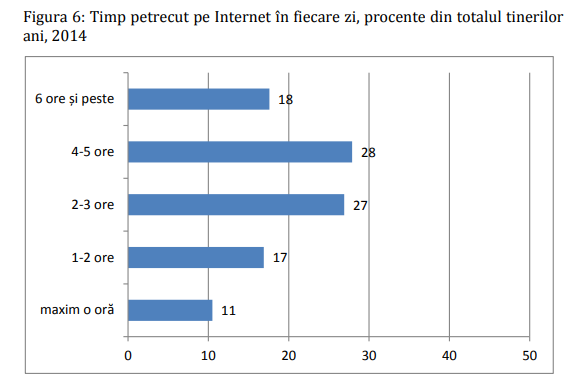 Figura 6: Timp petrecut pe Internet în fiecare zi, procente din totalul tinerilor
ani, 2014
6 ore și peste
18
4-5 ore
28
2-3 ore
27
1-2 ore
17
maxim o oră
11
0 10 20 30 40 50